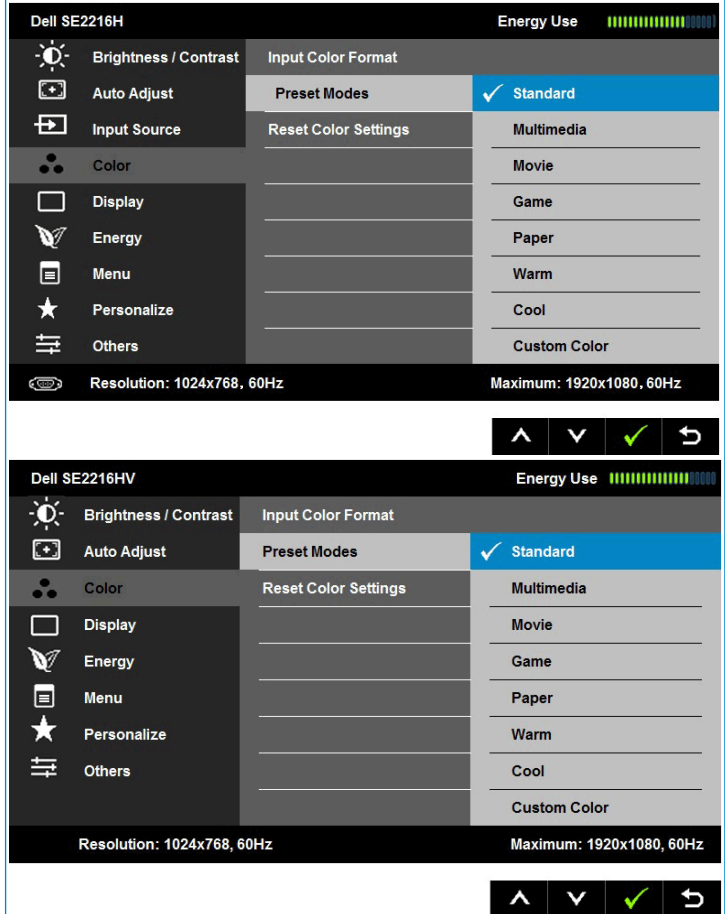 Dell SE2216H Energy Use
Brightness / Contrast Input Color Format
Auto Adjust Preset Modes Standard
Input Source Reset Color Settings Multimedia
Color Movie
Display Game
Energy Paper
Menu Warm
Personalize Cool
Others Custom Color
Resolution: 1024x768, 60Hz Maximum: 1920x1080, 60Hz
Dell SE2216HV Energy Use
Brightness / Contrast Input Color Format
Auto Adjust Preset Modes Standard
Color Reset Color Settings Multimedia
Display Movie
Energy Game
Menu Paper
Personalize Warm
Others Cool
Custom Color
Resolution: 1024x768, 60Hz Maximum: 1920x1080, 60Hz